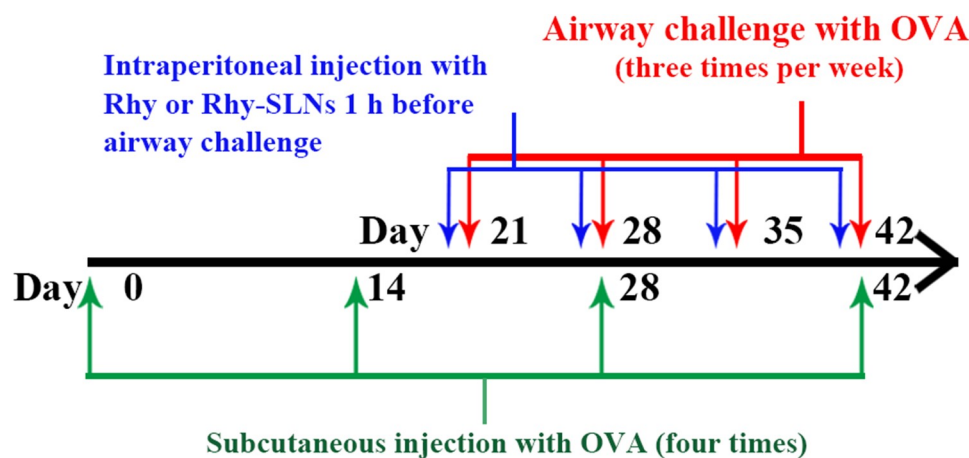 Airway challenge with OVA
(three times per week)
Intraperitoneal injection with
Rhy or Rhy-SLNs 1 h before
airway challenge
Day 21 28 35 42
Day 0 14 28 42
Subcutaneous injection with OVA (four times)